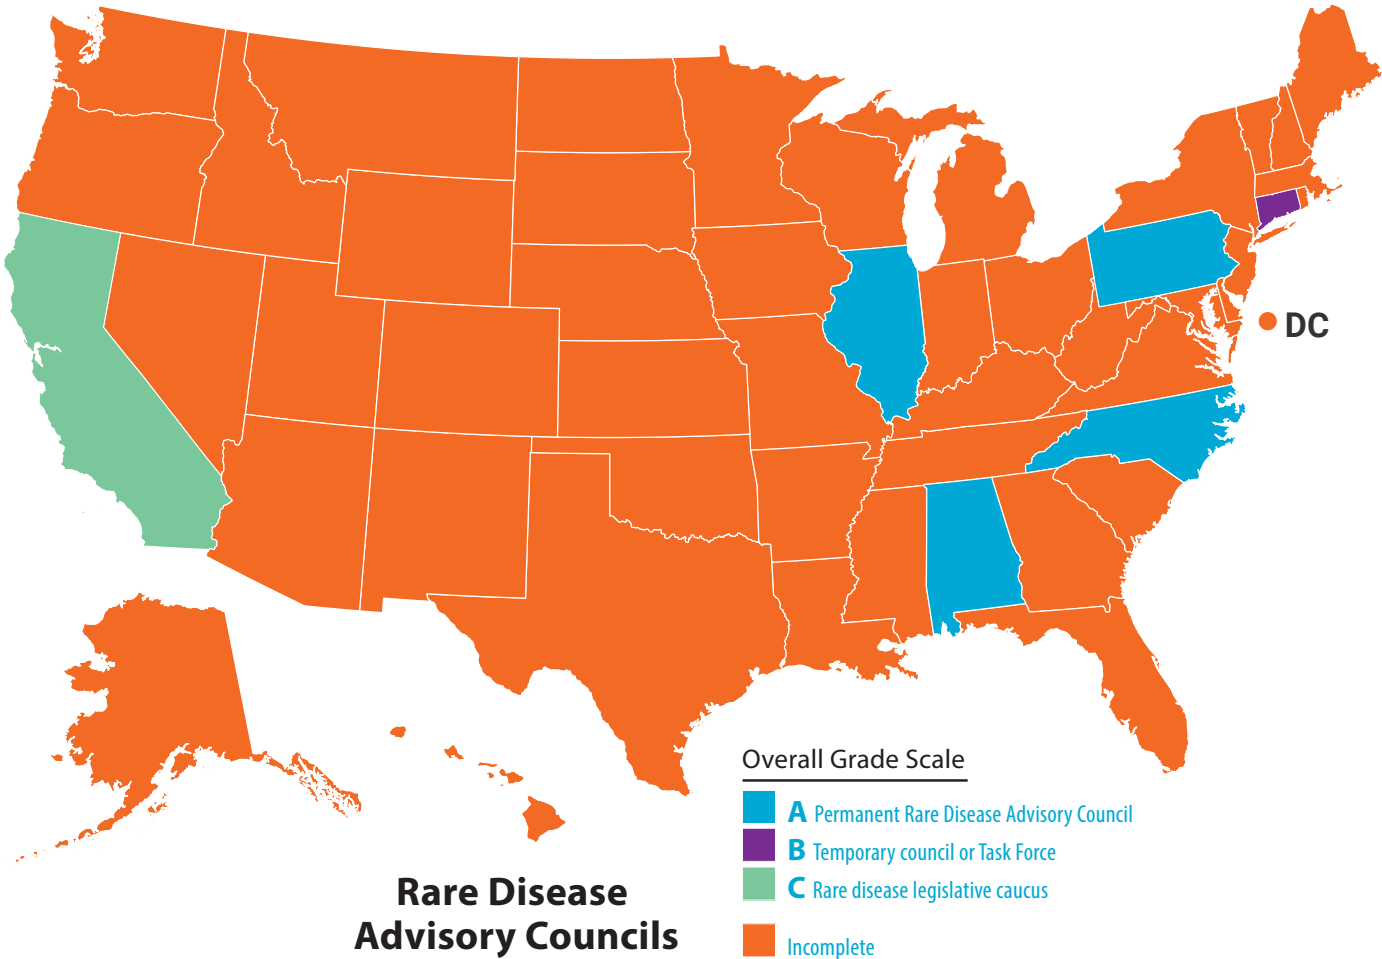 DC
Overall Grade Scale
A Permanent Rare Disease Advisory Council
B Temporary council or Task Force
C Rare disease legislative caucus
Incomplete
Rare Disease
Advisory Councils